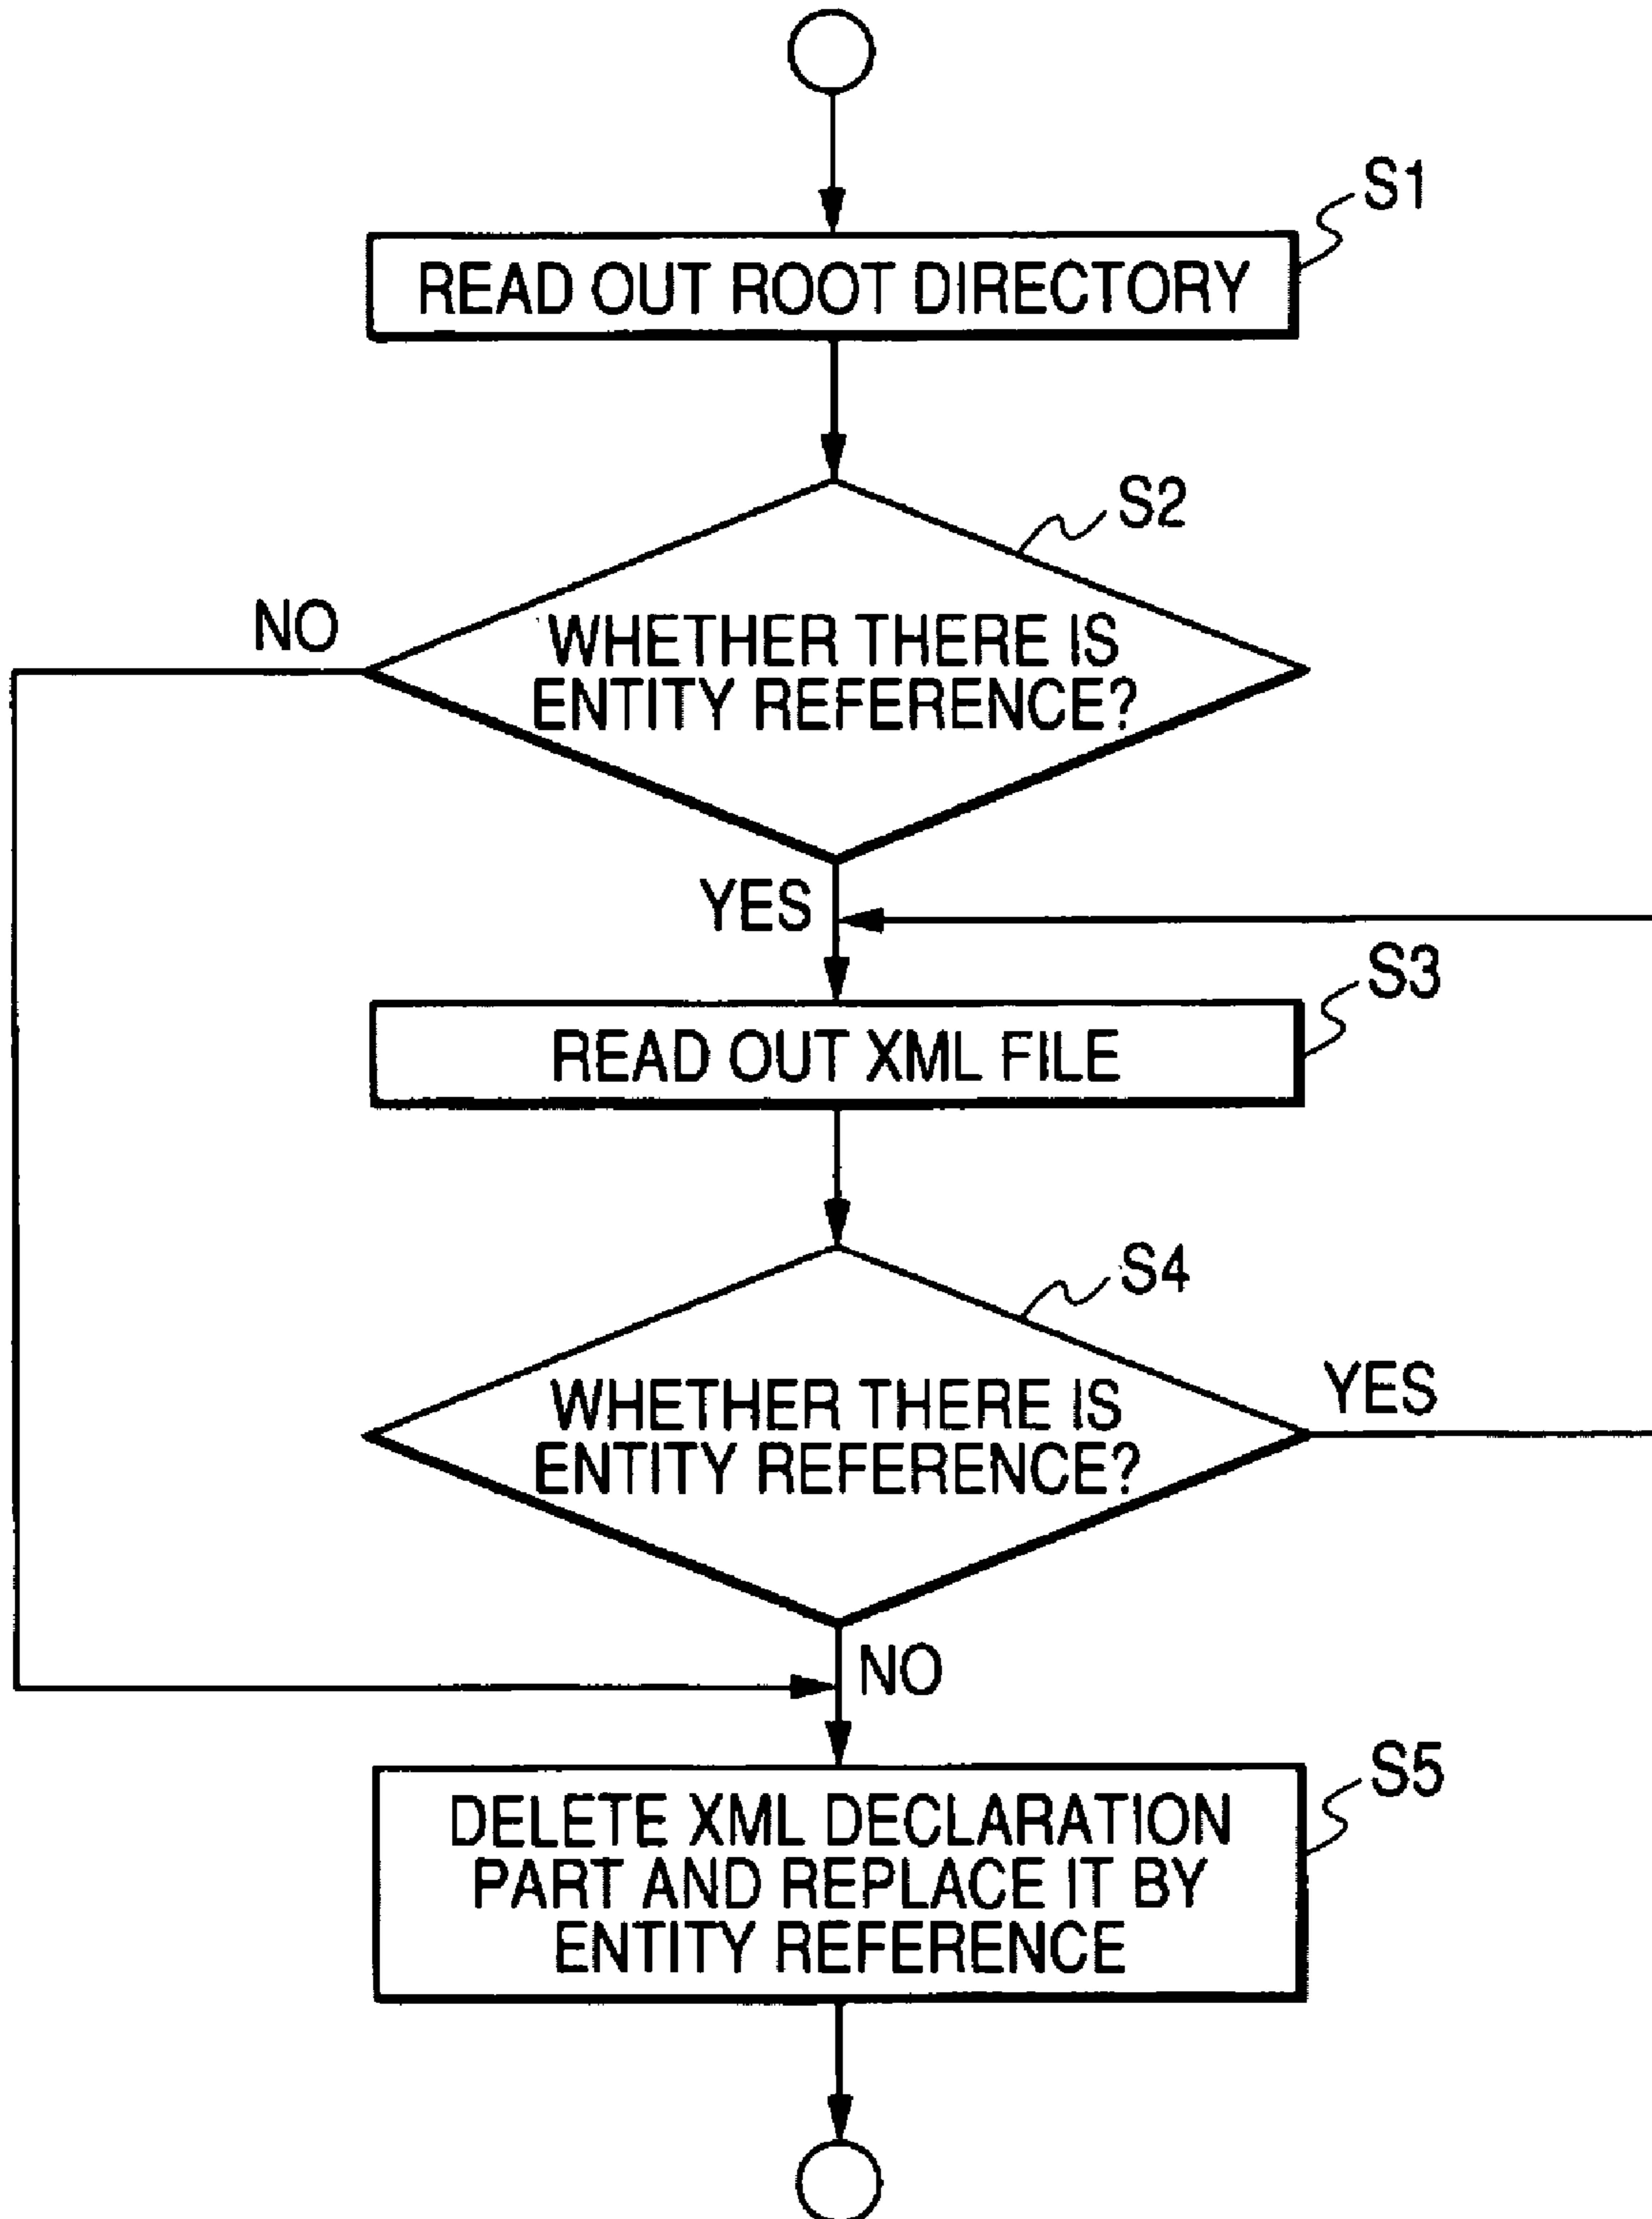 S1
READ OUT ROOT DIRECTORY
S2
NO
WHETHER THERE IS
ENTITY REFERENCE?
YES
S3
READ OUT XML FILE
S4
WHETHER THERE IS
ENTITY REFERENCE?
YES
NO
S5
DELETE XML DECLARATION
PART AND REPLACE IT BY
ENTITY REFERENCE